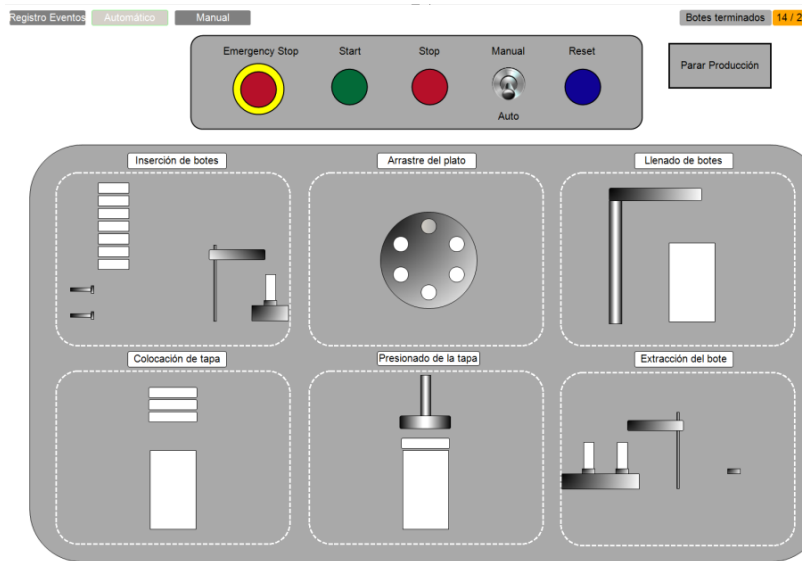 Registro Eventos
Automático
Manual
Botes terminados
14 / 2
Emergency Stop
Start
Stop
Manual
Reset
Auto
Parar Producción
Inserción de botes
Arrastre del plato
Llenado de botes
Colocación de tapa
Presionado de la tapa
Extracción del bote